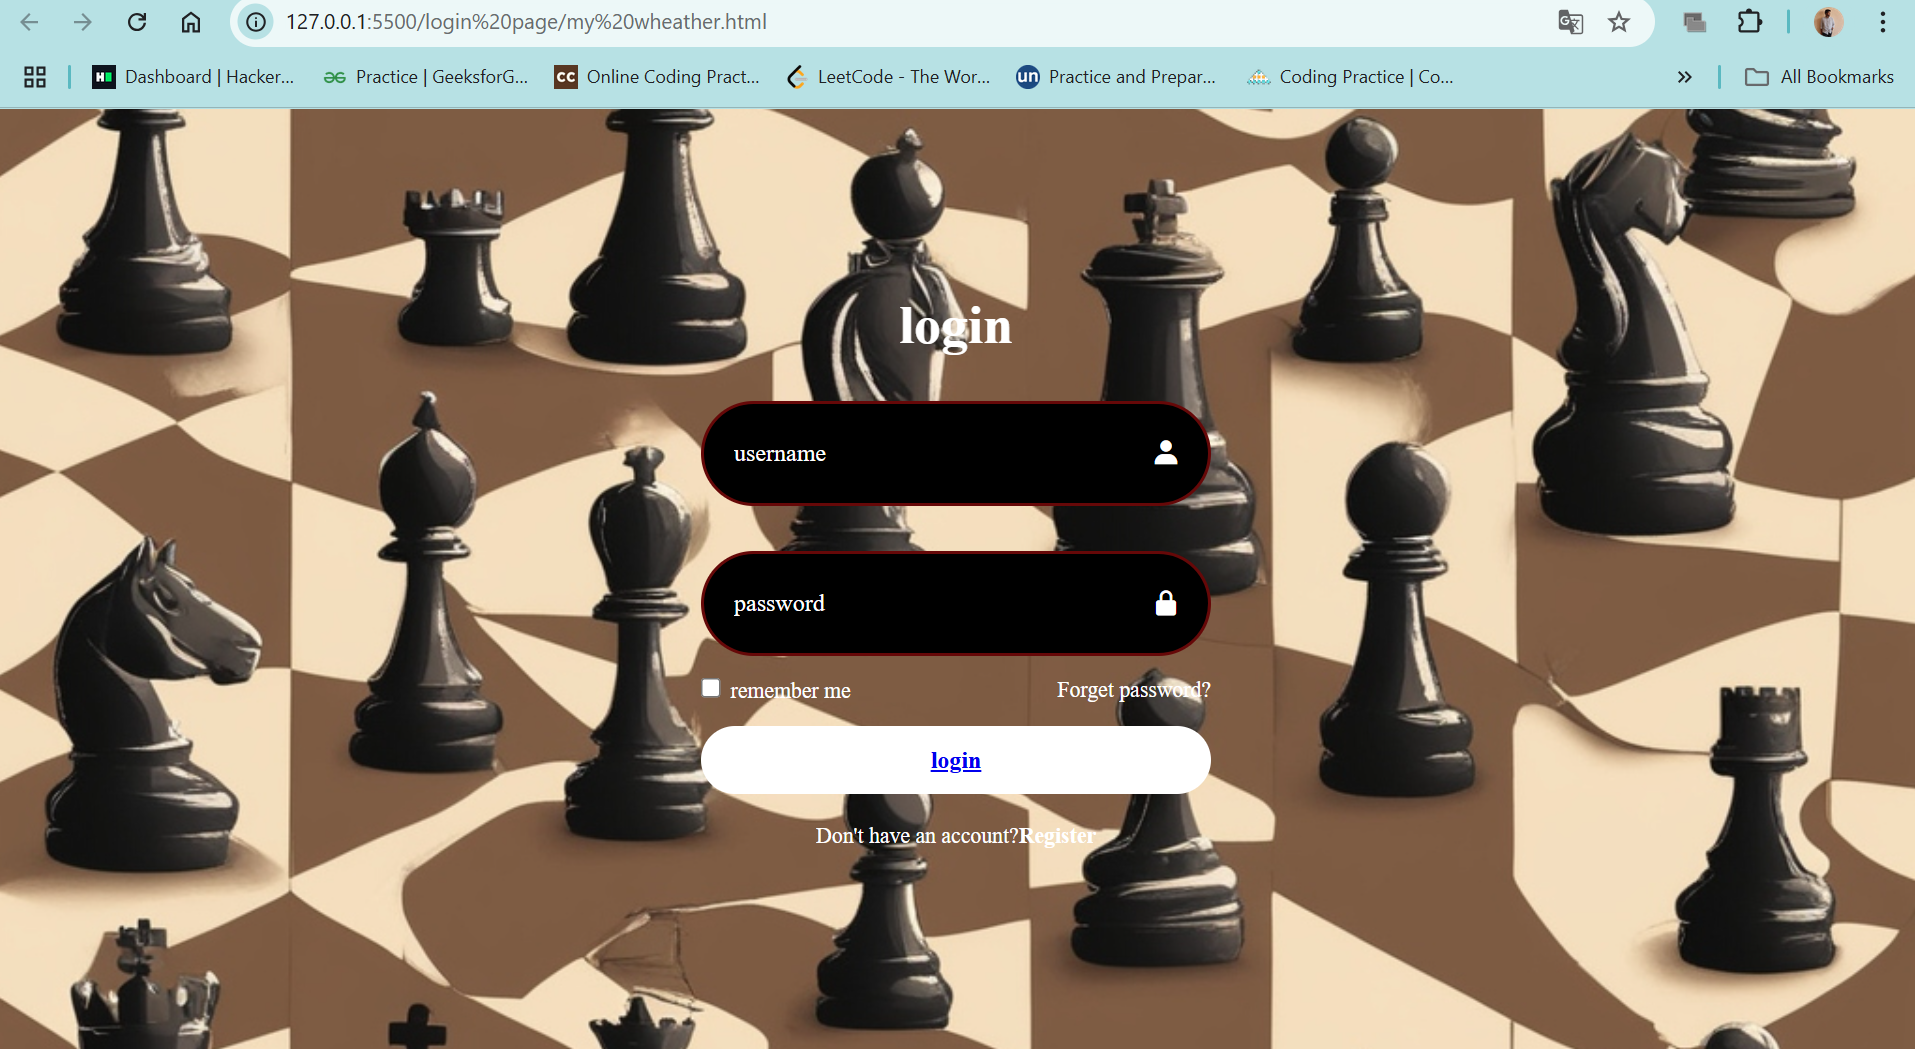 127.0.0.1:5500/login%20page/my%20wheather.html
Dashboard | Hacker... Practice | GeeksforG... Online Coding Pract... LeetCode - The Wor... Practice and Prepar... Coding Practice | Co... All Bookmarks
login
username
password
remember me Forget password?
login
Don't have an account?Register